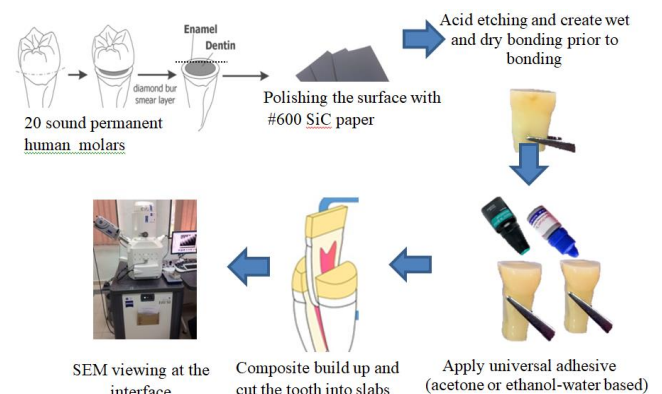 Enamel
Dentin
diamond bur
smear layer
20 sound permanent
human molars
Polishing the surface with
#600 SiC paper
Acid etching and create wet
and dry bonding prior to
bonding
SEM viewing at the
interface
Composite build up and
cut the tooth into slabs
Apply universal adhesive
(acetone or ethanol-water based)